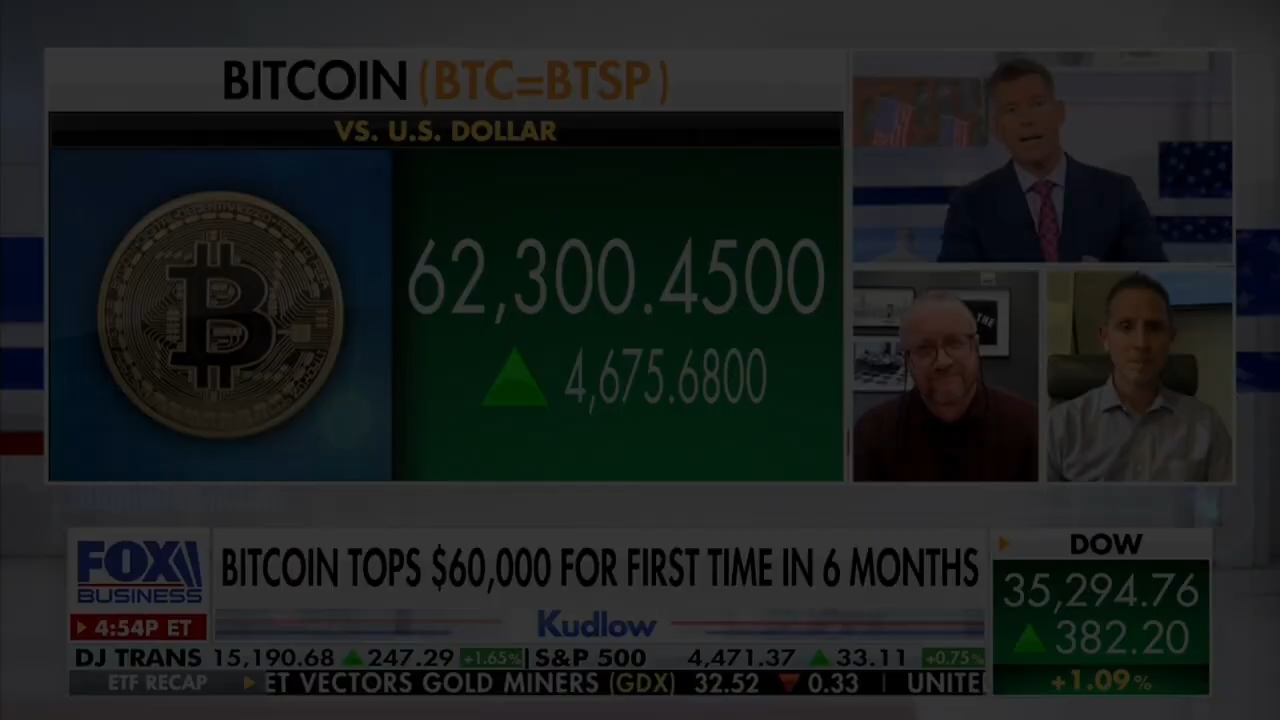 BITCOIN (BTC=BTSP)
VS. U.S. DOLLAR
62,300.4500
4,675.6800
THE
FOX
BUSINESS
4:54P ET
BITCOIN TOPS $60,000 FOR FIRST TIME IN 6 MONTHS
Kudlow
DOW
35,294.76
382.20
+1.09%
DJ TRANS 15,190.68 247.29 +1.65% S&P 500 4,471.37 33.11 +0.75%
ETF RECAP ET VECTORS GOLD MINERS (GDX) 32.52 0.33 | UNITE